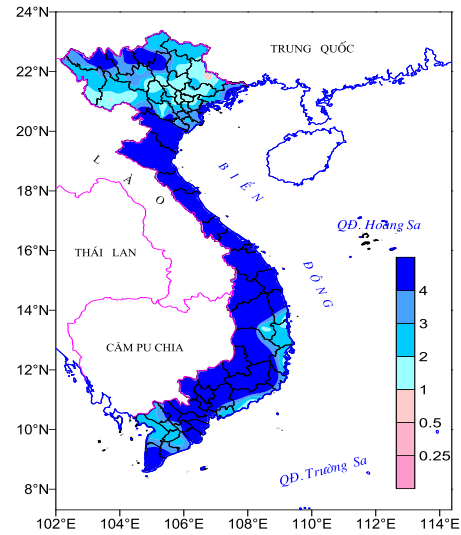 24°N
22°N
20°N
18°N
16°N
14°N
12°N
10°N
8°N
102°E 104°E 106°E 108°E 110°E 112°E 114°E
TRUNG QUỐC
LÀO
BIỂN
ĐÔNG
QĐ. Hoàng Sa
THÁI LAN
CĂM PU CHIA
QĐ. Trường Sa
4
3
2
1
0.5
0.25